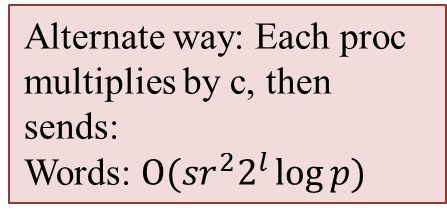 Alternate way: Each proc
multiplies by c, then
sends:
Words: O(sr²2ˡ log p)